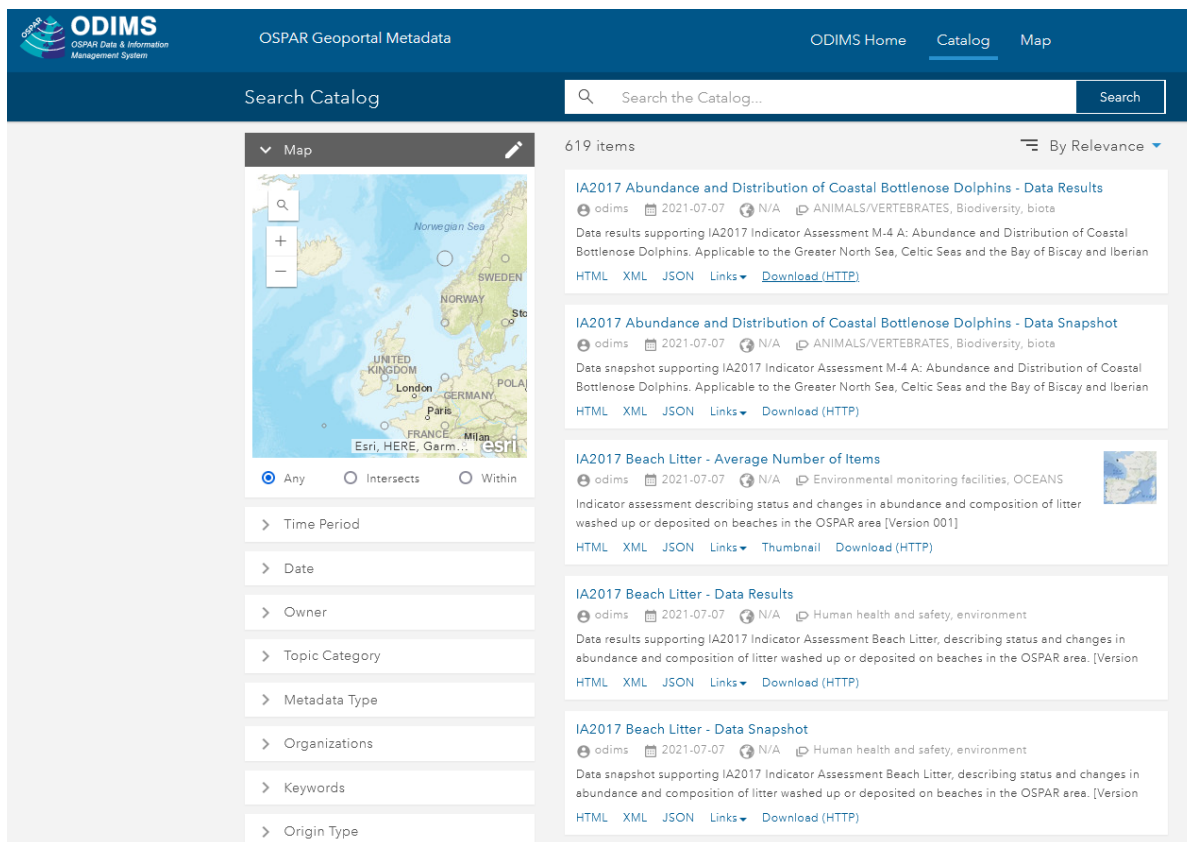 OSPAR
ODIMS
OSPAR Data & Information
Management System
OSPAR Geoportal Metadata
ODIMS Home
Catalog
Map
Search Catalog
Search the Catalog...
Search
Map
Norwegian Sea
SWEDEN
NORWAY
Sto
UNITED
KINGDOM
London
POLA
GERMANY
Paris
FRANCE
Milan
Esri, HERE, Garm...
esri
Any
Intersects
Within
Time Period
Date
Owner
Topic Category
Metadata Type
Organizations
Keywords
Origin Type
619 items
By Relevance
IA2017 Abundance and Distribution of Coastal Bottlenose Dolphins - Data Results
odims 2021-07-07 N/A ANIMALS/VERTEBRATES, Biodiversity, biota
Data results supporting IA2017 Indicator Assessment M-4 A: Abundance and Distribution of Coastal
Bottlenose Dolphins. Applicable to the Greater North Sea, Celtic Seas and the Bay of Biscay and Iberian
HTML XML JSON Links Download (HTTP)
IA2017 Abundance and Distribution of Coastal Bottlenose Dolphins - Data Snapshot
odims 2021-07-07 N/A ANIMALS/VERTEBRATES, Biodiversity, biota
Data snapshot supporting IA2017 Indicator Assessment M-4 A: Abundance and Distribution of Coastal
Bottlenose Dolphins. Applicable to the Greater North Sea, Celtic Seas and the Bay of Biscay and Iberian
HTML XML JSON Links Download (HTTP)
IA2017 Beach Litter - Average Number of Items
odims 2021-07-07 N/A Environmental monitoring facilities, OCEANS
Indicator assessment describing status and changes in abundance and composition of litter
washed up or deposited on beaches in the OSPAR area [Version 001]
HTML XML JSON Links Thumbnail Download (HTTP)
IA2017 Beach Litter - Data Results
odims 2021-07-07 N/A Human health and safety, environment
Data results supporting IA2017 Indicator Assessment Beach Litter, describing status and changes in
abundance and composition of litter washed up or deposited on beaches in the OSPAR area. [Version
HTML XML JSON Links Download (HTTP)
IA2017 Beach Litter - Data Snapshot
odims 2021-07-07 N/A Human health and safety, environment
Data snapshot supporting IA2017 Indicator Assessment Beach Litter, describing status and changes in
abundance and composition of litter washed up or deposited on beaches in the OSPAR area. [Version
HTML XML JSON Links Download (HTTP)